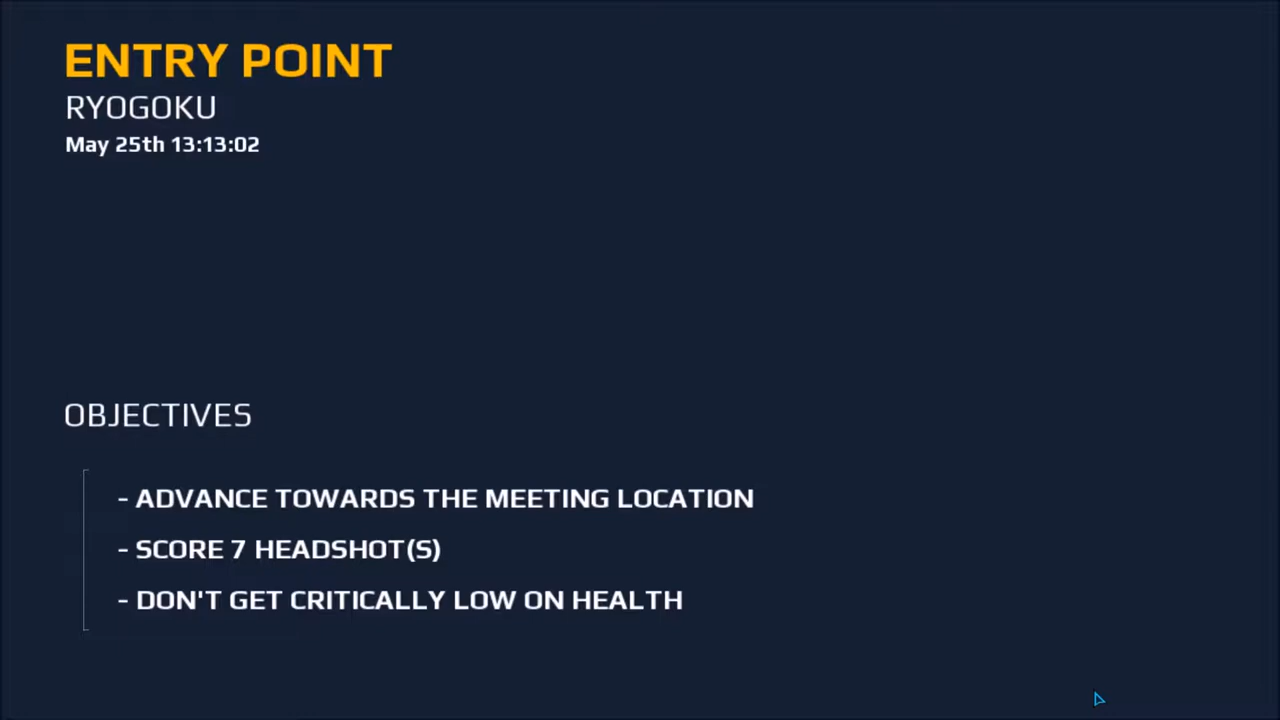 ENTRY POINT
RYOGOKU
May 25th 13:13:02
OBJECTIVES
- ADVANCE TOWARDS THE MEETING LOCATION
- SCORE 7 HEADSHOT(S)
- DON'T GET CRITICALLY LOW ON HEALTH